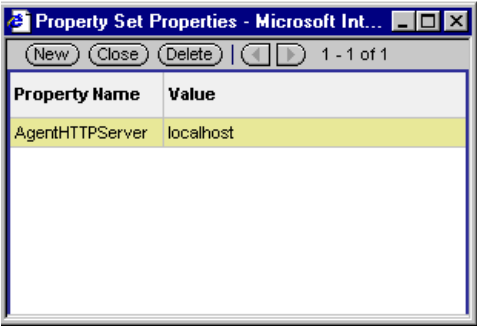 Property Set Properties - Microsoft Int...
New Close Delete | 1 - 1 of 1
Property Name Value
AgentHTTPServer localhost